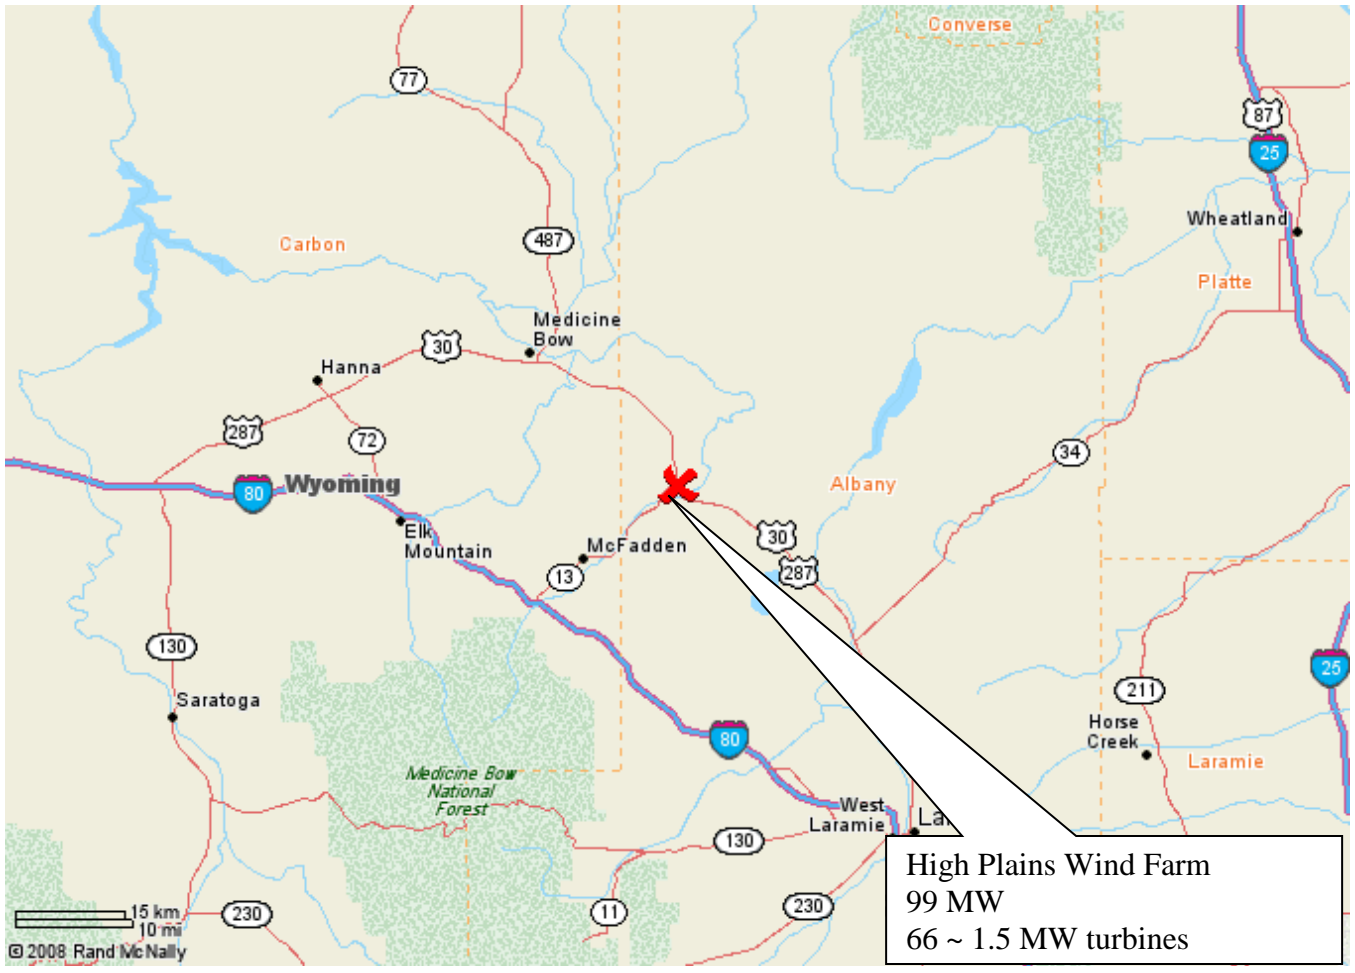 Converse
77
87
25
Wheatland
487
Carbon
Platte
Medicine
Bow
30
Hanna
287
72
34
80
Wyoming
Albany
Elk
Mountain
McFadden
30
13
287
130
25
Saratoga
211
Horse
Creek
80
Laramie
Medicine Bow
National
Forest
West
Laramie
130
15 km
10 mi
230
11
230
© 2008 Rand McNally
High Plains Wind Farm
99 MW
66 ~ 1.5 MW turbines